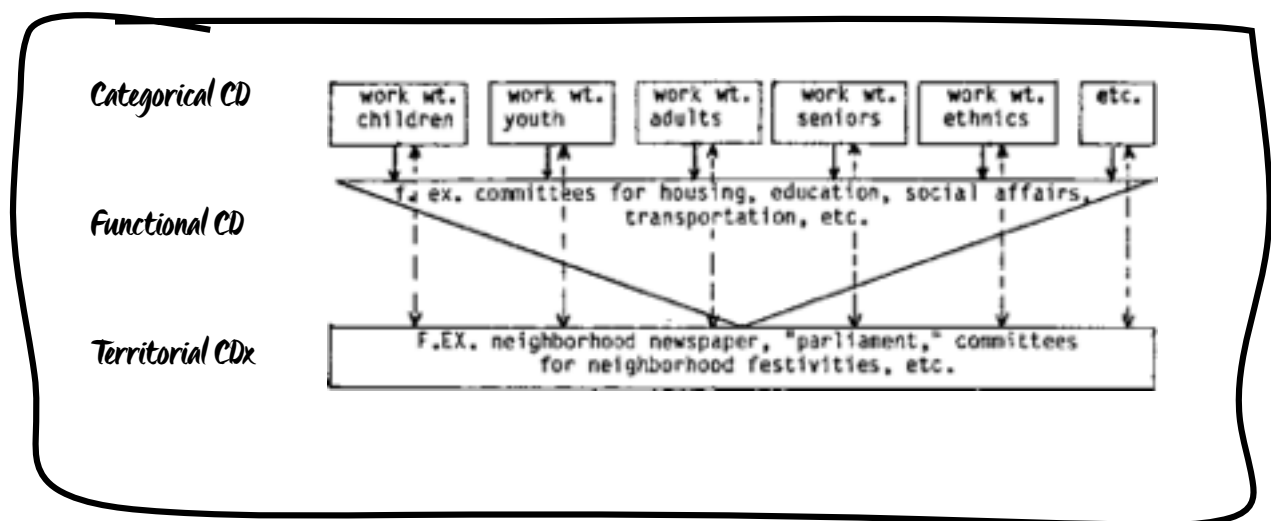 Categorical CD
work wt.
children
work wt.
youth
work wt.
adults
work wt.
seniors
work wt.
ethnics
etc.
Functional CD
f. ex. committees for housing, education, social affairs,
transportation, etc.
Territorial CDx
F.EX. neighborhood newspaper, "parliament," committees
for neighborhood festivities, etc.